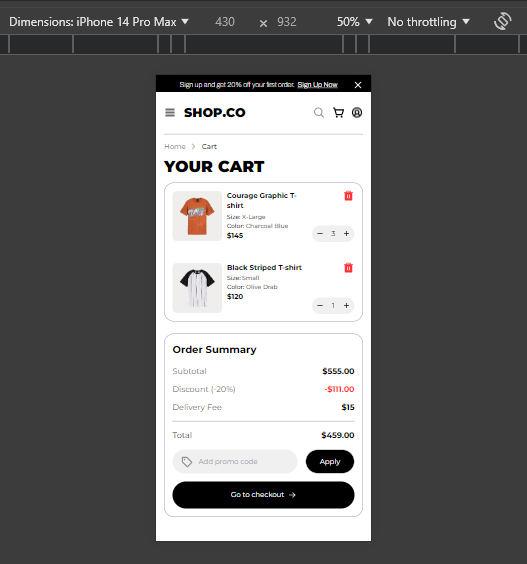 Dimensions: iPhone 14 Pro Max ▼ 430 × 932 50% ▼ No throttling ▼
Sign up and get 20% off your first order. Sign Up Now ×
SHOP.CO
Home > Cart
YOUR CART
Courage Graphic T-
shirt
Size: X-Large
Color: Charcoal Blue
$145
− 3 +
Black Striped T-shirt
Size: Small
Color: Olive Drab
$120
− 1 +
Order Summary
Subtotal $555.00
Discount (-20%) -$111.00
Delivery Fee $15
Total $459.00
Add promo code Apply
Go to checkout →